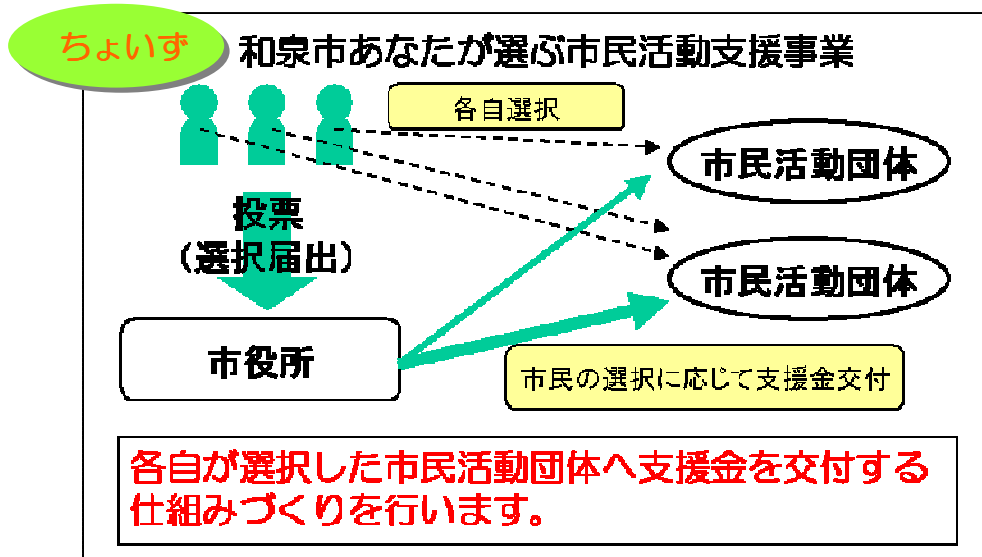 ちょいず
和泉市あなたが選ぶ市民活動支援事業
各自選択
市民活動団体
投票
（選択届出）
市民活動団体
市役所
市民の選択に応じて支援金交付
各自が選択した市民活動団体へ支援金を交付する
仕組みづくりを行います。